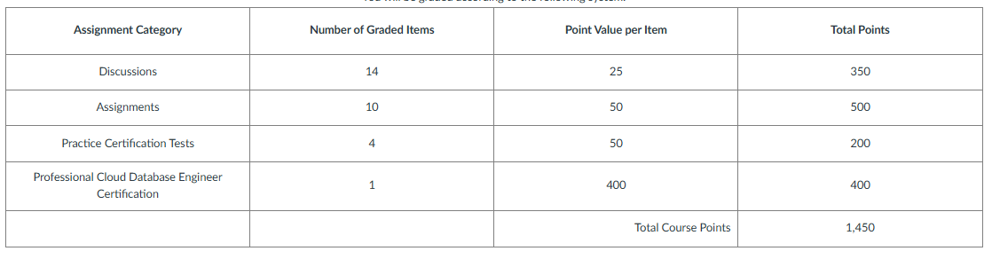 Assignment Category Number of Graded Items Point Value per Item Total Points
Discussions 14 25 350
Assignments 10 50 500
Practice Certification Tests 4 50 200
Professional Cloud Database Engineer
Certification 1 400 400
Total Course Points 1,450